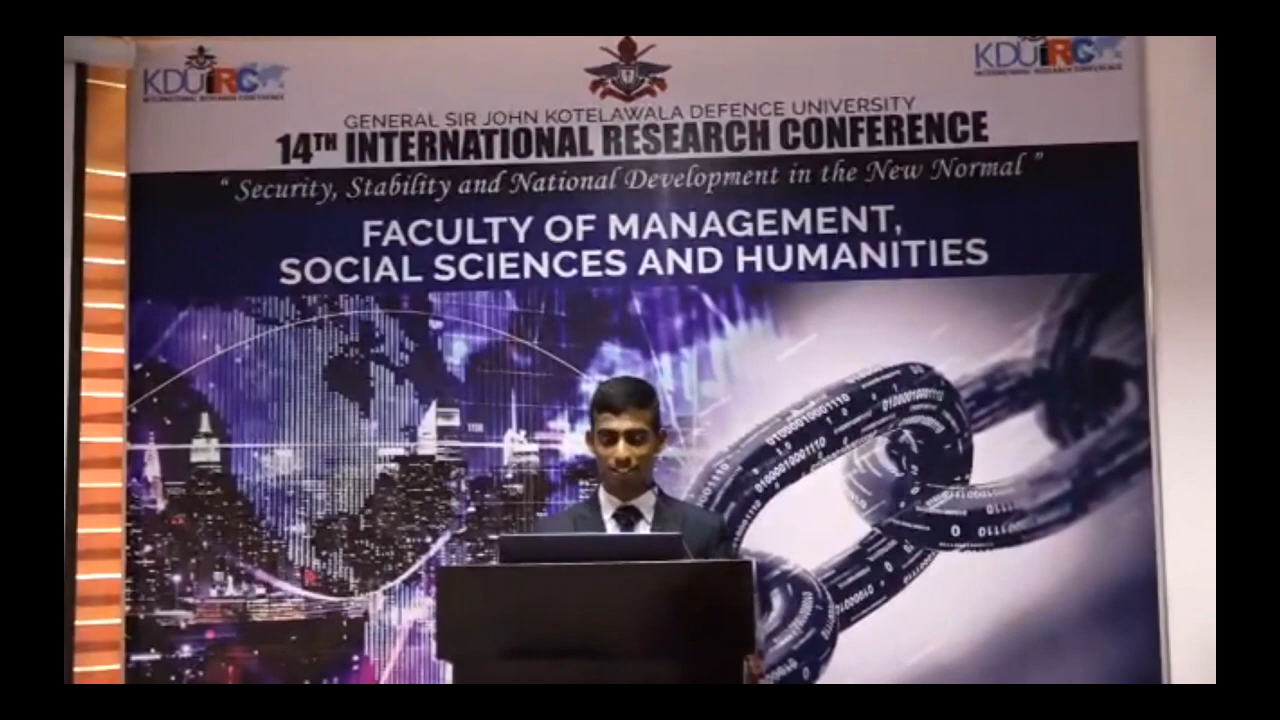 KDU IRC
INTERNATIONAL RESEARCH CONFERENCE
KDU IRC
INTERNATIONAL RESEARCH CONFERENCE
GENERAL SIR JOHN KOTELAWALA DEFENCE UNIVERSITY
14TH INTERNATIONAL RESEARCH CONFERENCE
“ Security, Stability and National Development in the New Normal ”
FACULTY OF MANAGEMENT,
SOCIAL SCIENCES AND HUMANITIES